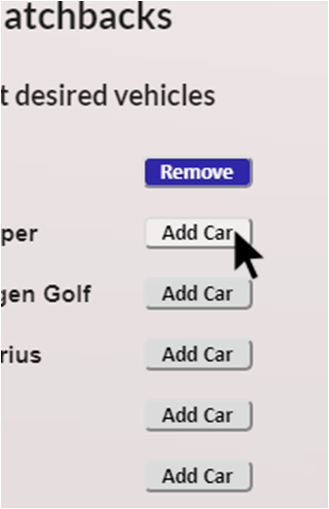 atchbacks
t desired vehicles
Remove
per Add Car
gen Golf Add Car
rius Add Car
Add Car
Add Car